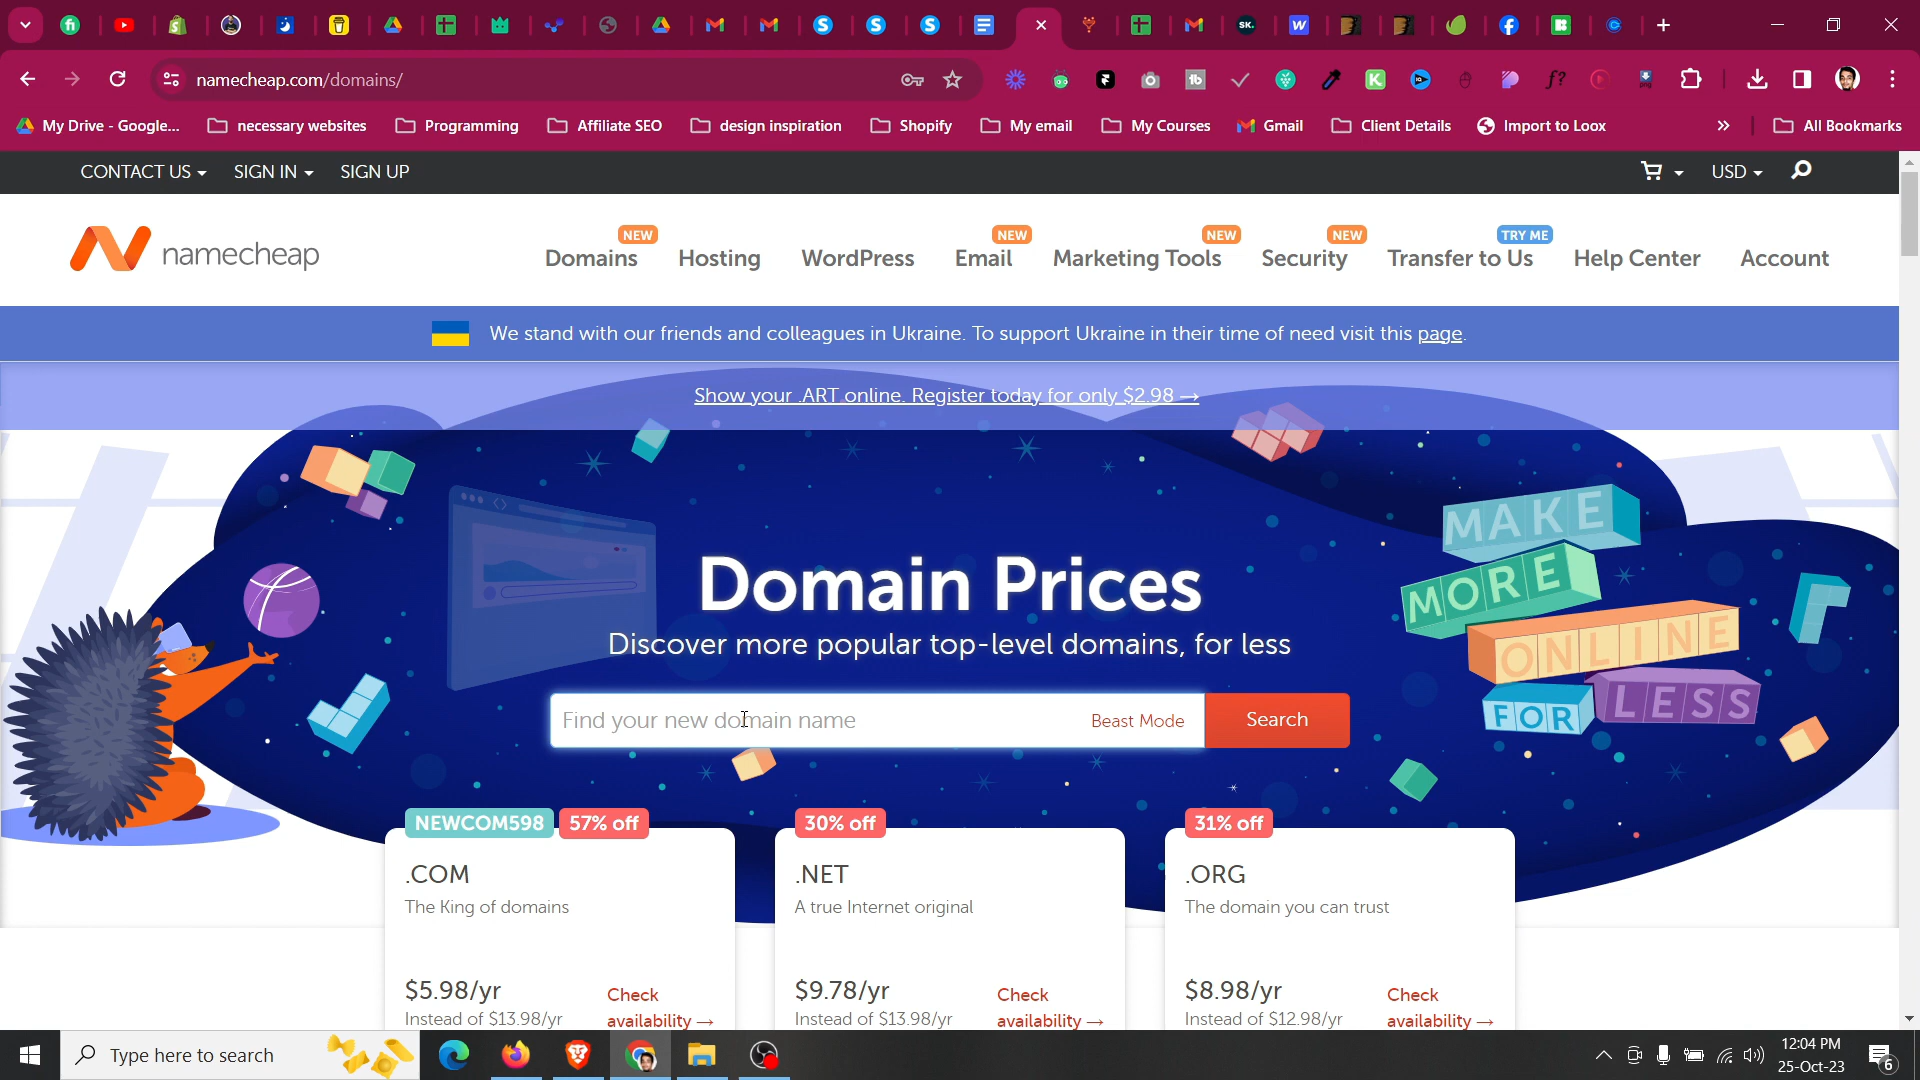 namecheap.com/domains/
My Drive - Google...
necessary websites
Programming
Affiliate SEO
design inspiration
Shopify
My email
My Courses
Gmail
Client Details
Import to Loox
All Bookmarks
CONTACT US
SIGN IN
SIGN UP
USD
namecheap
Domains NEW
Hosting
WordPress
Email NEW
Marketing Tools NEW
Security NEW
Transfer to Us TRY ME
Help Center
Account
We stand with our friends and colleagues in Ukraine. To support Ukraine in their time of need visit this page.
Show your .ART online. Register today for only $2.98 →
MAKE
MORE
ONLINE
FOR LESS
Domain Prices
Discover more popular top-level domains, for less
Find your new domain name
Beast Mode
Search
NEWCOM598 57% off
.COM
The King of domains
$5.98/yr
Instead of $13.98/yr
Check
availability →
30% off
.NET
A true Internet original
$9.78/yr
Instead of $13.98/yr
Check
availability →
31% off
.ORG
The domain you can trust
$8.98/yr
Instead of $12.98/yr
Check
availability →
Type here to search
12:04 PM
25-Oct-23
6